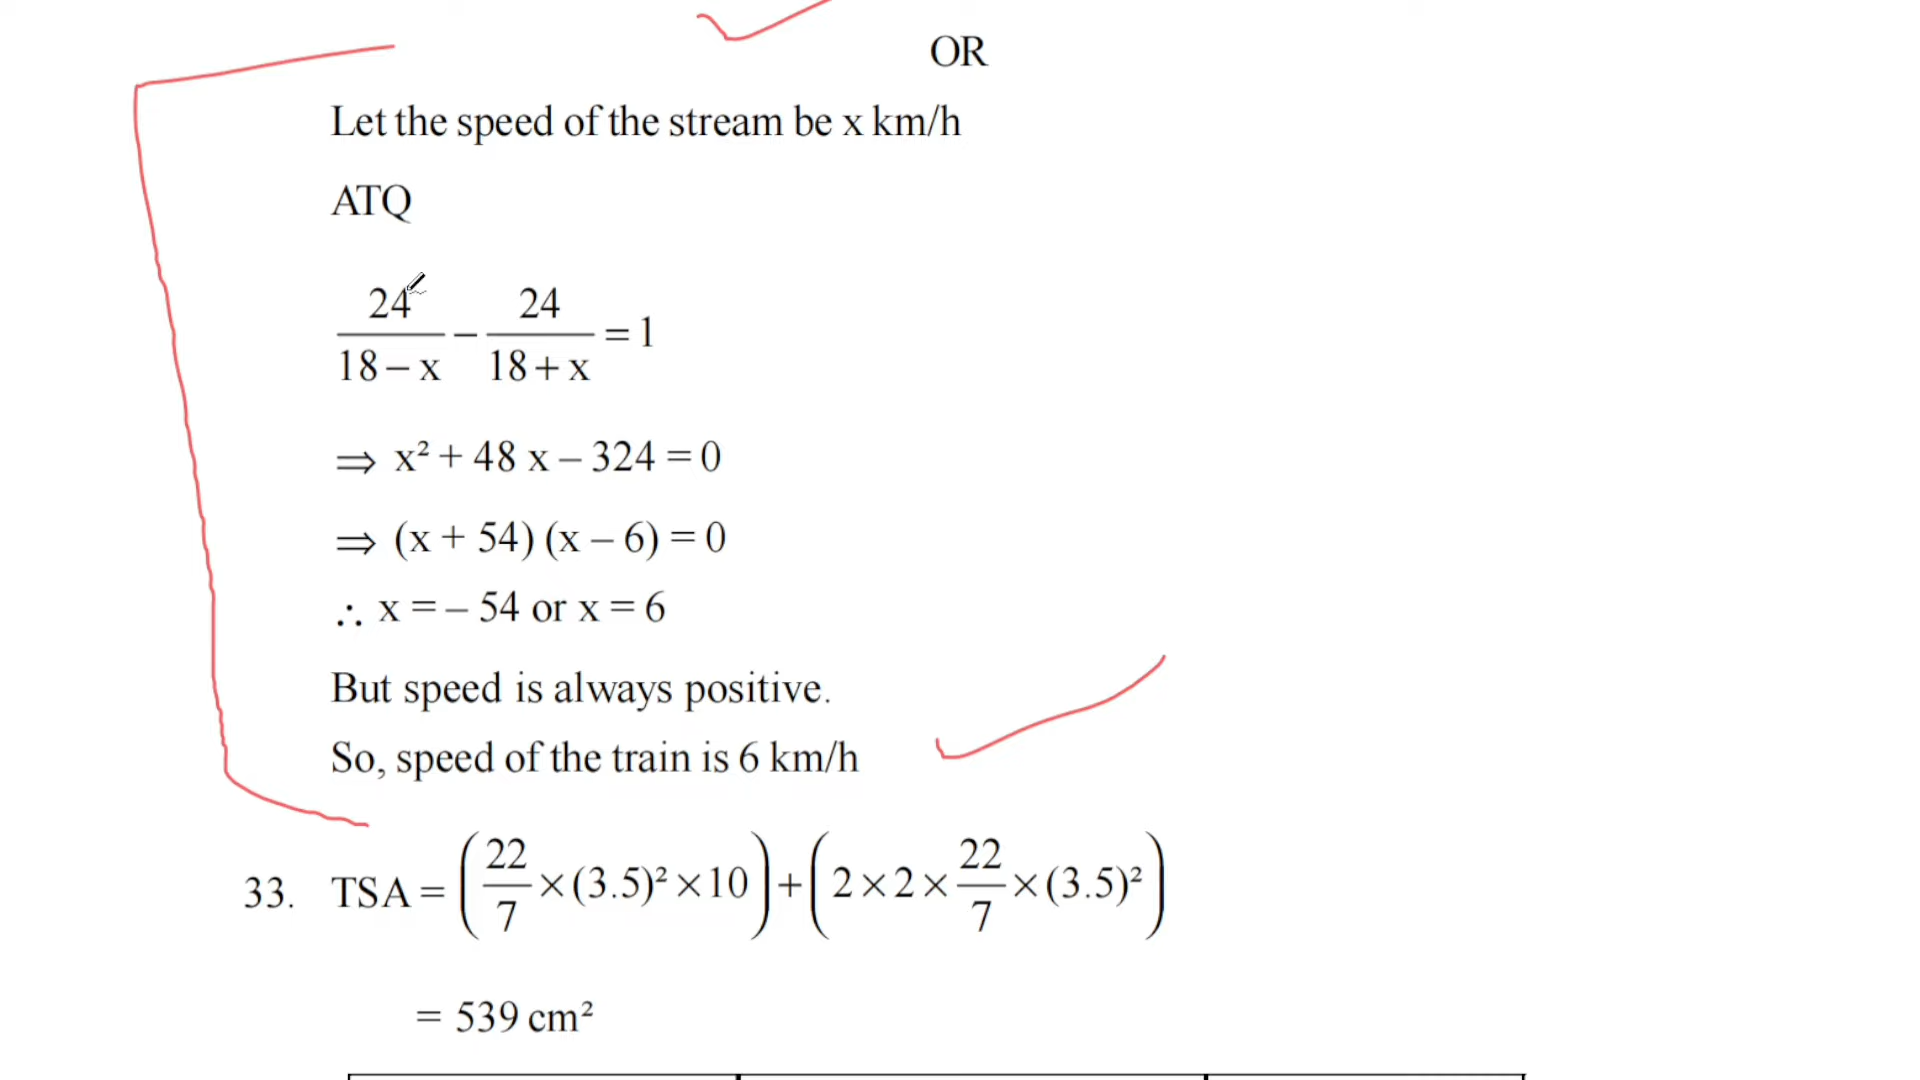 OR
Let the speed of the stream be x km/h
ATQ
24/(18 – x) – 24/(18 + x) = 1
⇒ x² + 48 x – 324 = 0
⇒ (x + 54) (x – 6) = 0
∴ x = – 54 or x = 6
But speed is always positive.
So, speed of the train is 6 km/h
33. TSA = (22/7 × (3.5)² × 10) + (2 × 2 × 22/7 × (3.5)²)
= 539 cm²